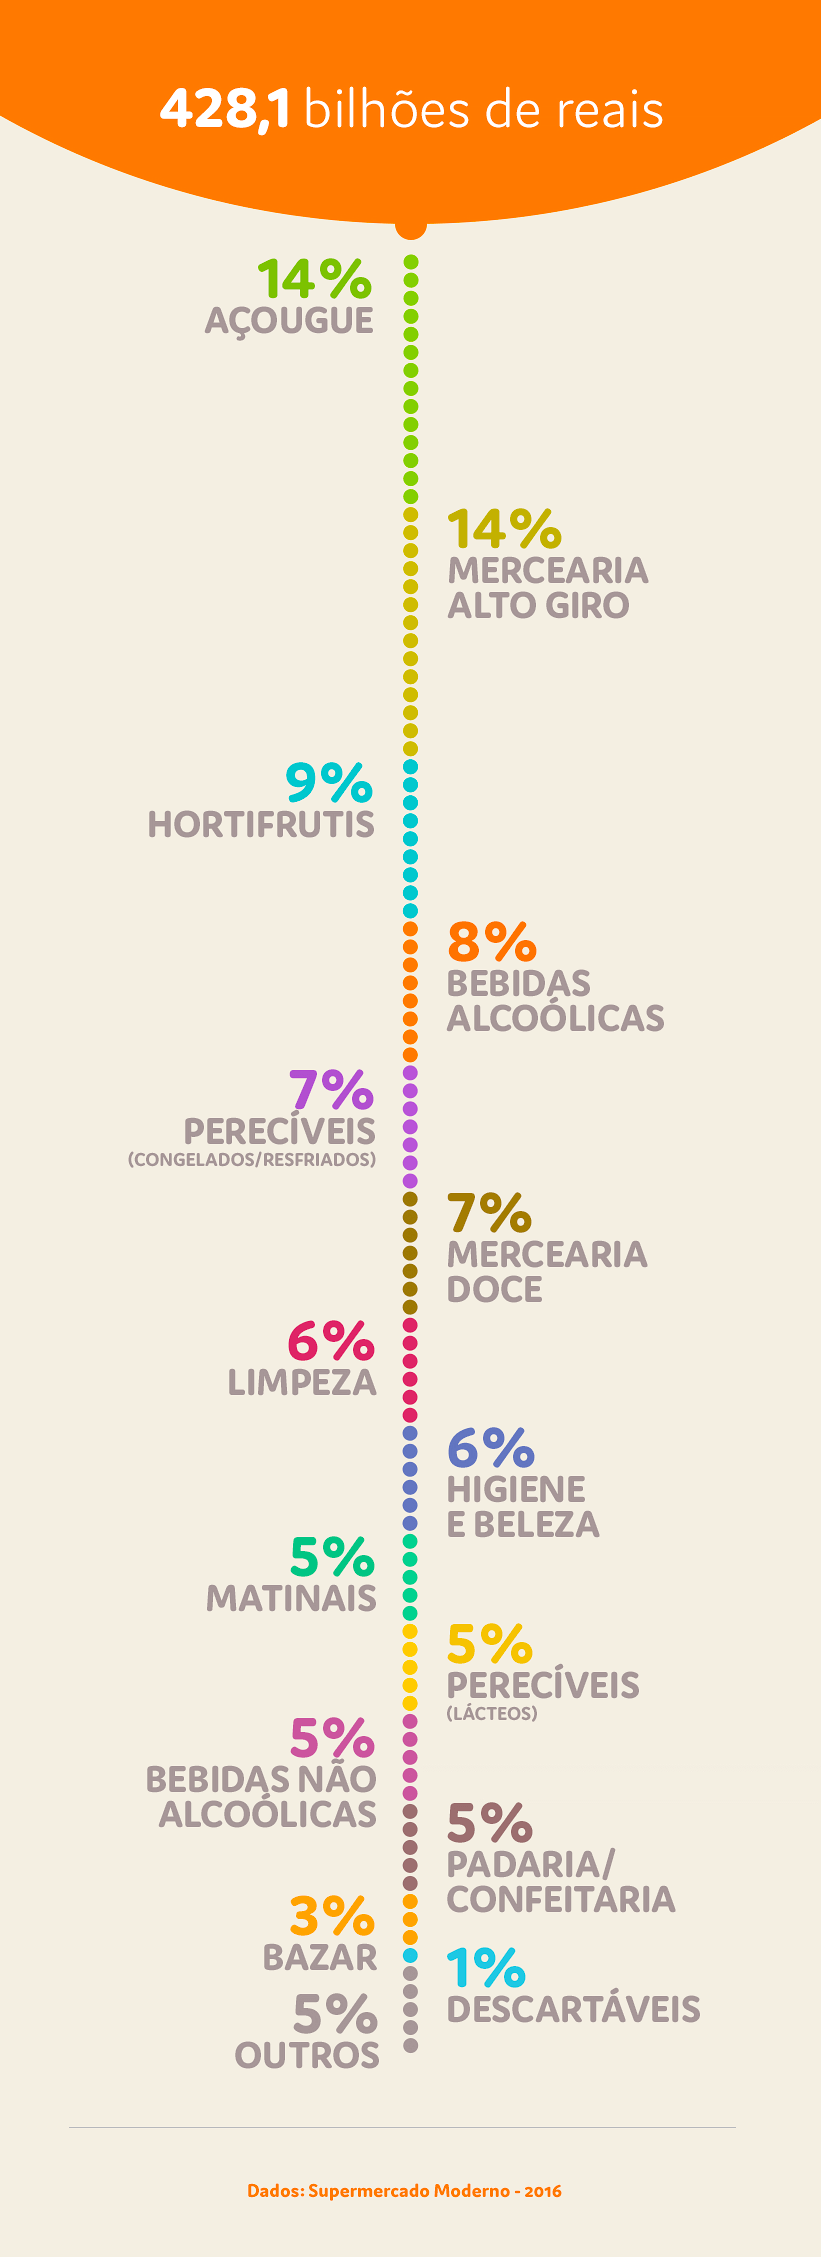 428,1 bilhões de reais
14%
AÇOUGUE
14%
MERCEARIA
ALTO GIRO
9%
HORTIFRUTIS
8%
BEBIDAS
ALCOÓLICAS
7%
PERECÍVEIS
(CONGELADOS/RESFRIADOS)
7%
MERCEARIA
DOCE
6%
LIMPEZA
6%
HIGIENE
E BELEZA
5%
MATINAIS
5%
PERECÍVEIS
(LÁCTEOS)
5%
BEBIDAS NÃO
ALCOÓLICAS
5%
PADARIA/
CONFEITARIA
3%
BAZAR
1%
DESCARTÁVEIS
5%
OUTROS
Dados: Supermercado Moderno - 2016